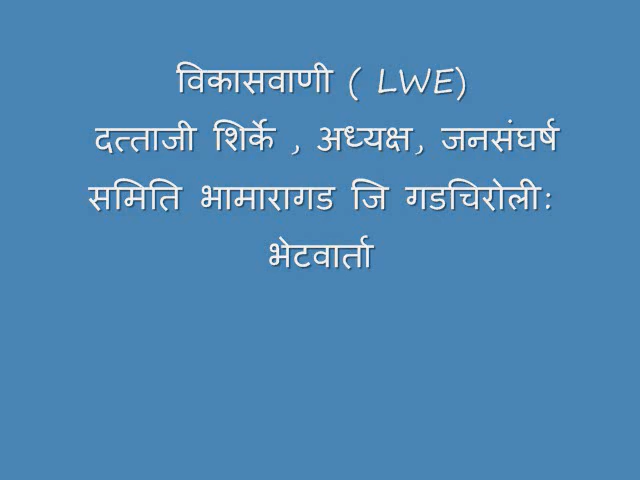 विकासवाणी ( LWE)
दत्ताजी शिर्के , अध्यक्ष, जनसंघर्ष
समिति भामारागड जि गडचिरोली:
भेटवार्ता